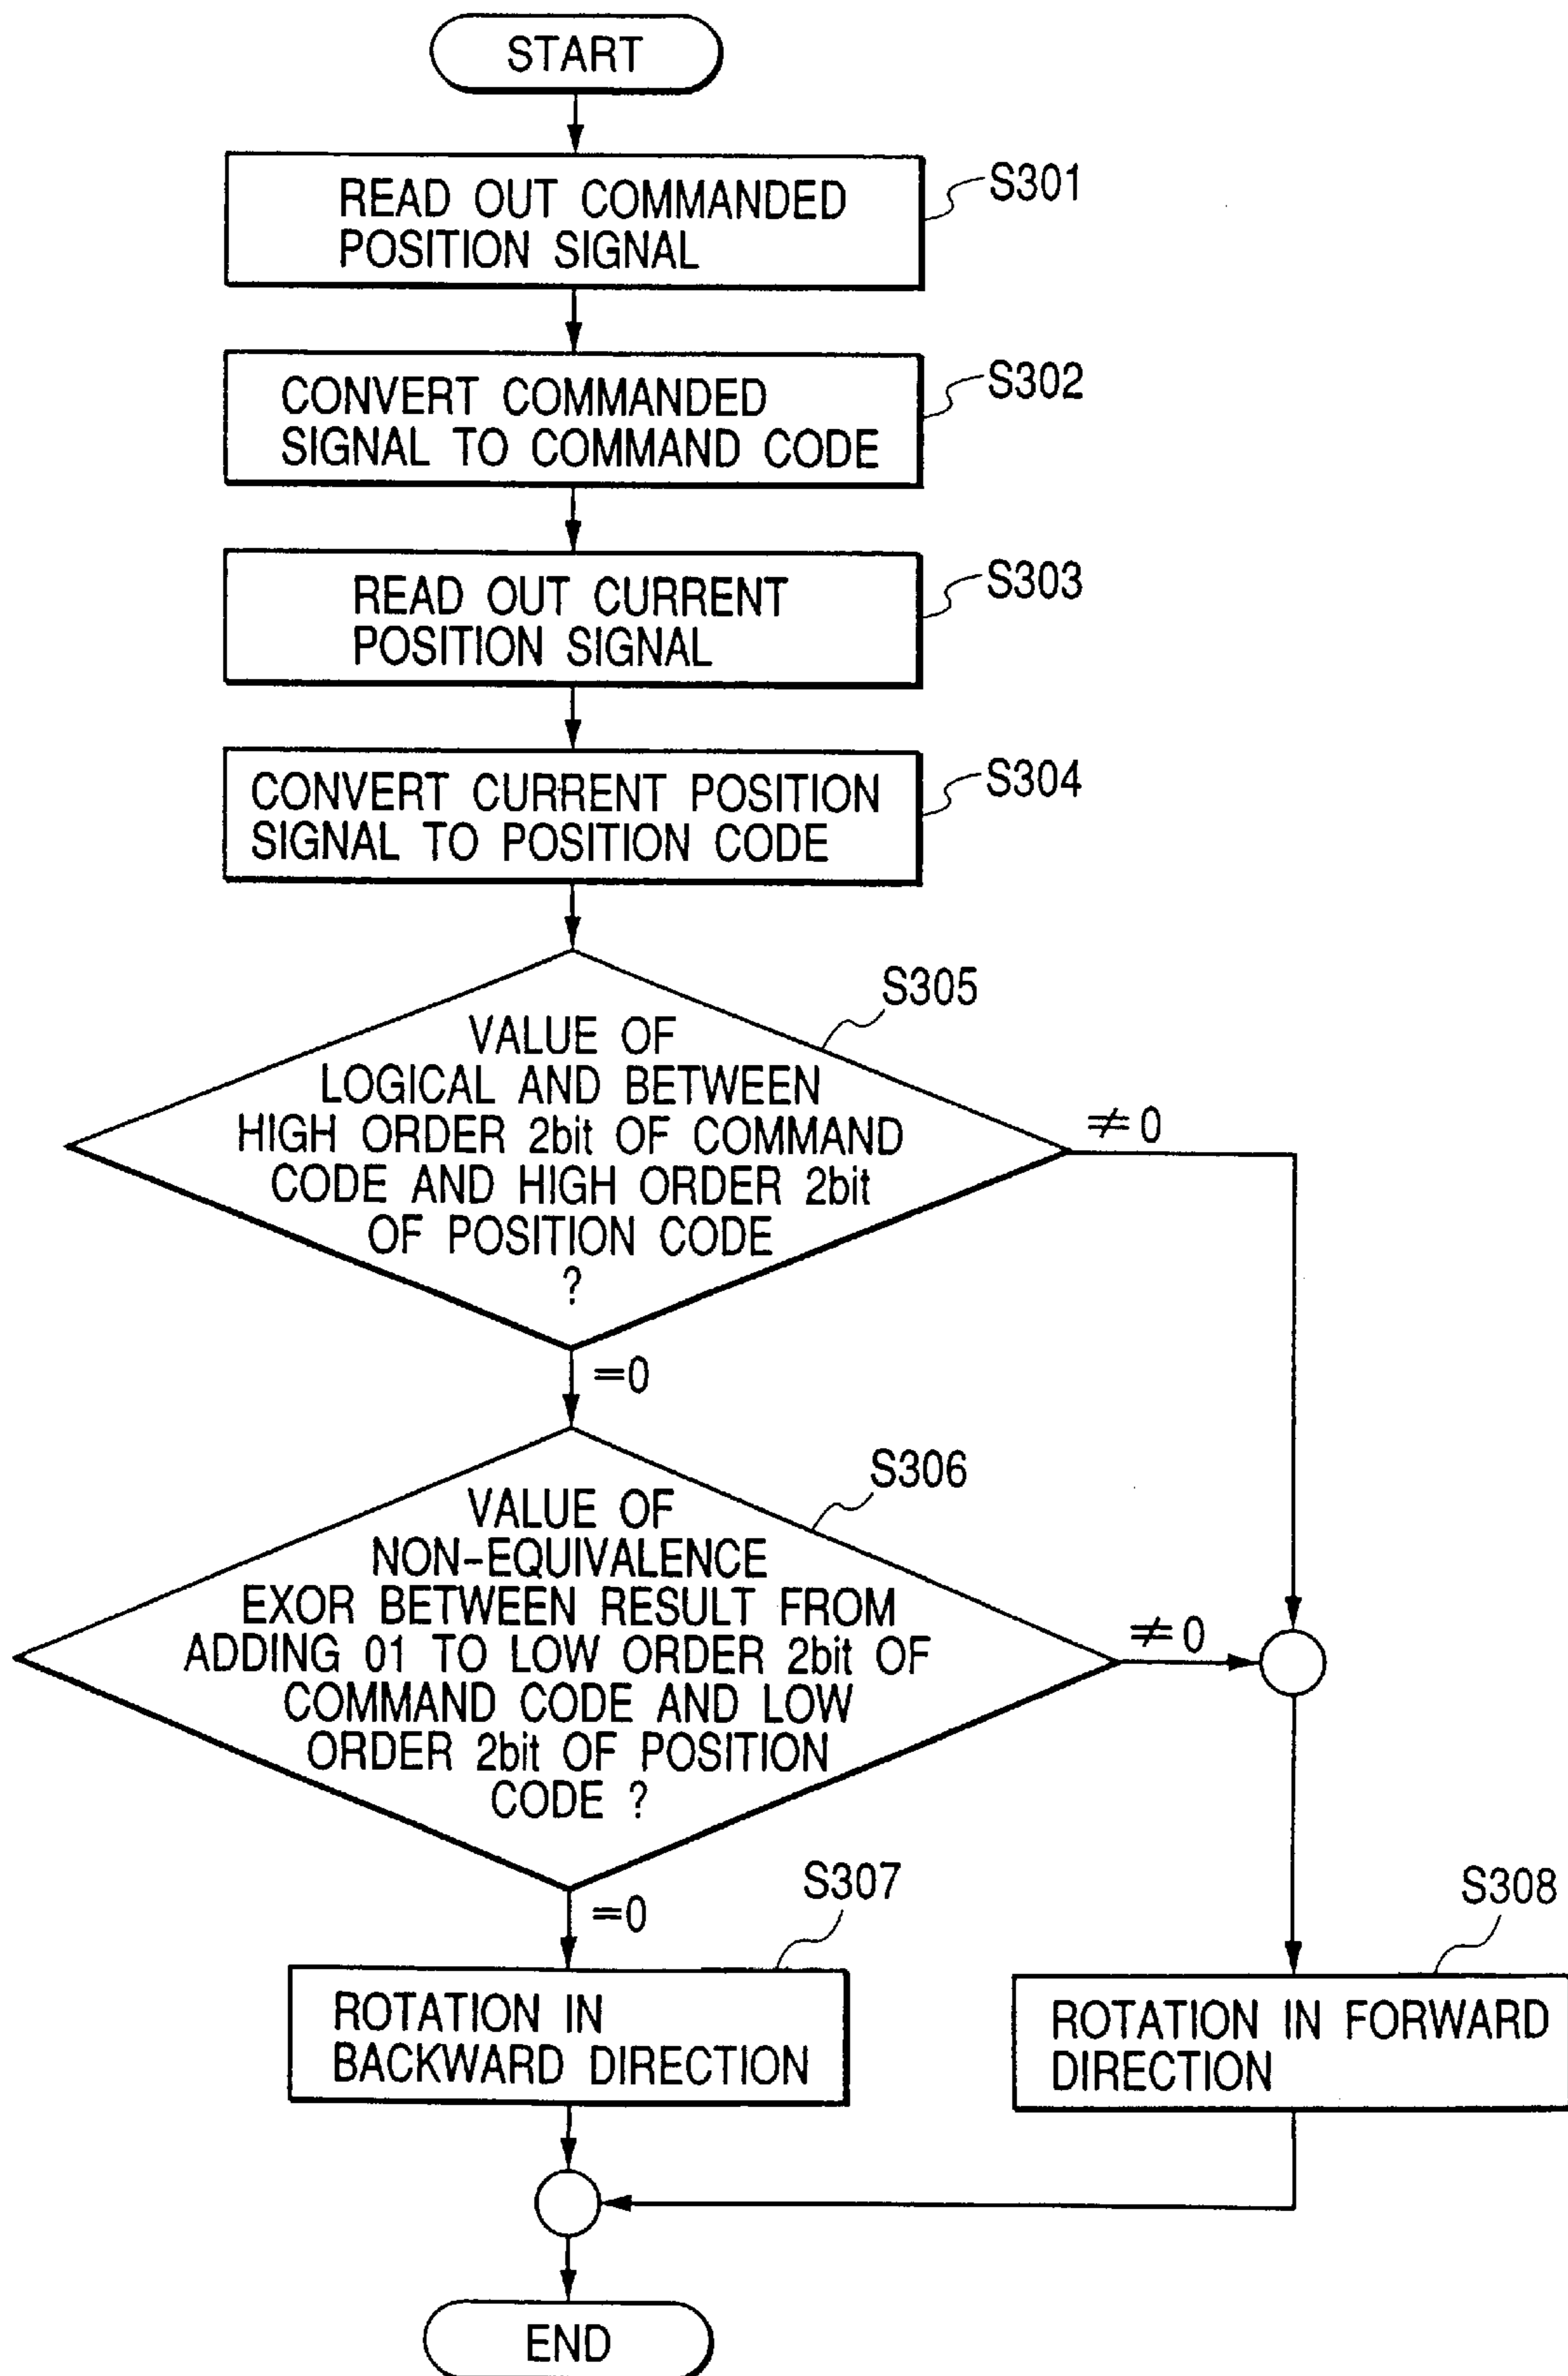 START
READ OUT COMMANDED
POSITION SIGNAL
S301
CONVERT COMMANDED
SIGNAL TO COMMAND CODE
S302
READ OUT CURRENT
POSITION SIGNAL
S303
CONVERT CURRENT POSITION
SIGNAL TO POSITION CODE
S304
S305
VALUE OF
LOGICAL AND BETWEEN
HIGH ORDER 2bit OF COMMAND
CODE AND HIGH ORDER 2bit
OF POSITION CODE
?
≠0
=0
S306
VALUE OF
NON-EQUIVALENCE
EXOR BETWEEN RESULT FROM
ADDING 01 TO LOW ORDER 2bit OF
COMMAND CODE AND LOW
ORDER 2bit OF POSITION
CODE ?
≠0
=0
S307
ROTATION IN
BACKWARD DIRECTION
S308
ROTATION IN FORWARD
DIRECTION
END